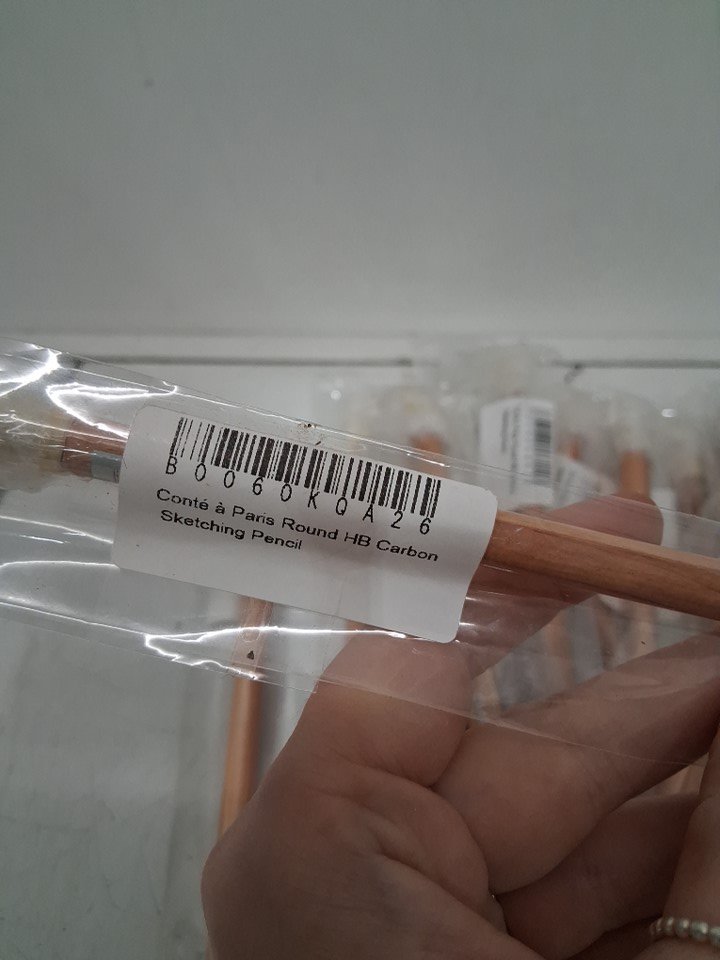 B0060KQA26
Conté à Paris Round HB Carbon
Sketching Pencil